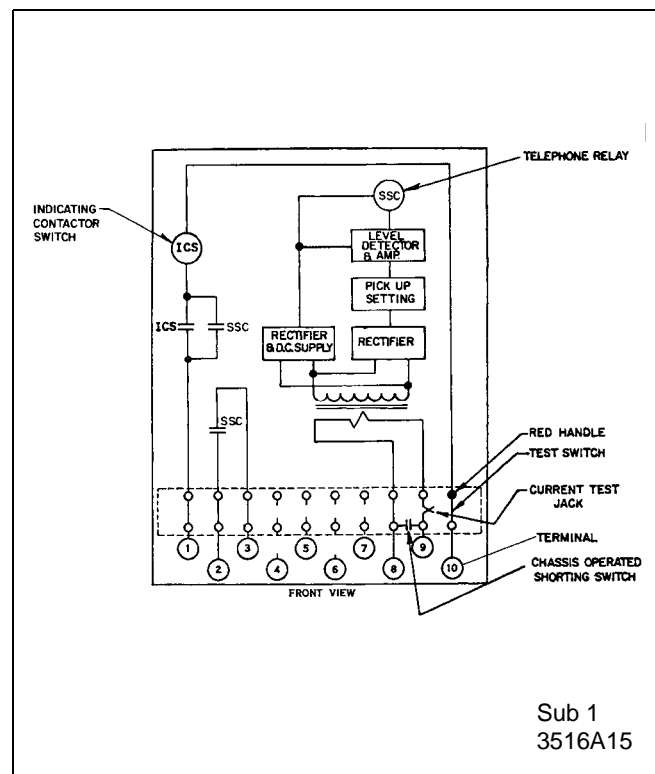 TELEPHONE RELAY
SSC
INDICATING
CONTACTOR
SWITCH
ICS
LEVEL
DETECTOR
& AMP.
PICK UP
SETTING
ICS
SSC
RECTIFIER
& D.C. SUPPLY
RECTIFIER
SSC
RED HANDLE
TEST SWITCH
CURRENT TEST
JACK
TERMINAL
CHASSIS OPERATED
SHORTING SWITCH
1
2
3
4
5
6
7
8
9
10
FRONT VIEW
Sub 1
3516A15